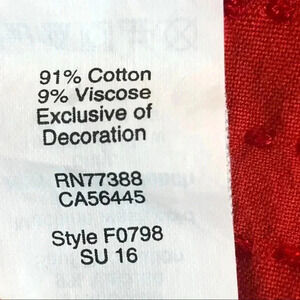 91% Cotton
9% Viscose
Exclusive of
Decoration
RN77388
CA56445
Style F0798
SU 16